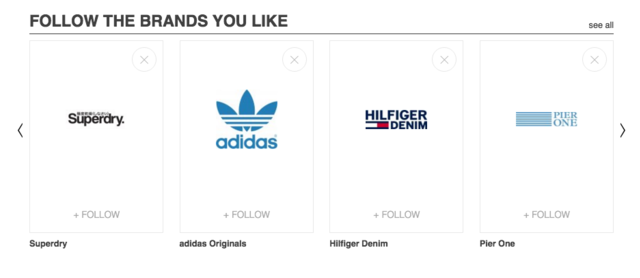 FOLLOW THE BRANDS YOU LIKE
see all
Superdry.
adidas
HILFIGER
DENIM
PIER
ONE
+ FOLLOW
+ FOLLOW
+ FOLLOW
+ FOLLOW
Superdry
adidas Originals
Hilfiger Denim
Pier One